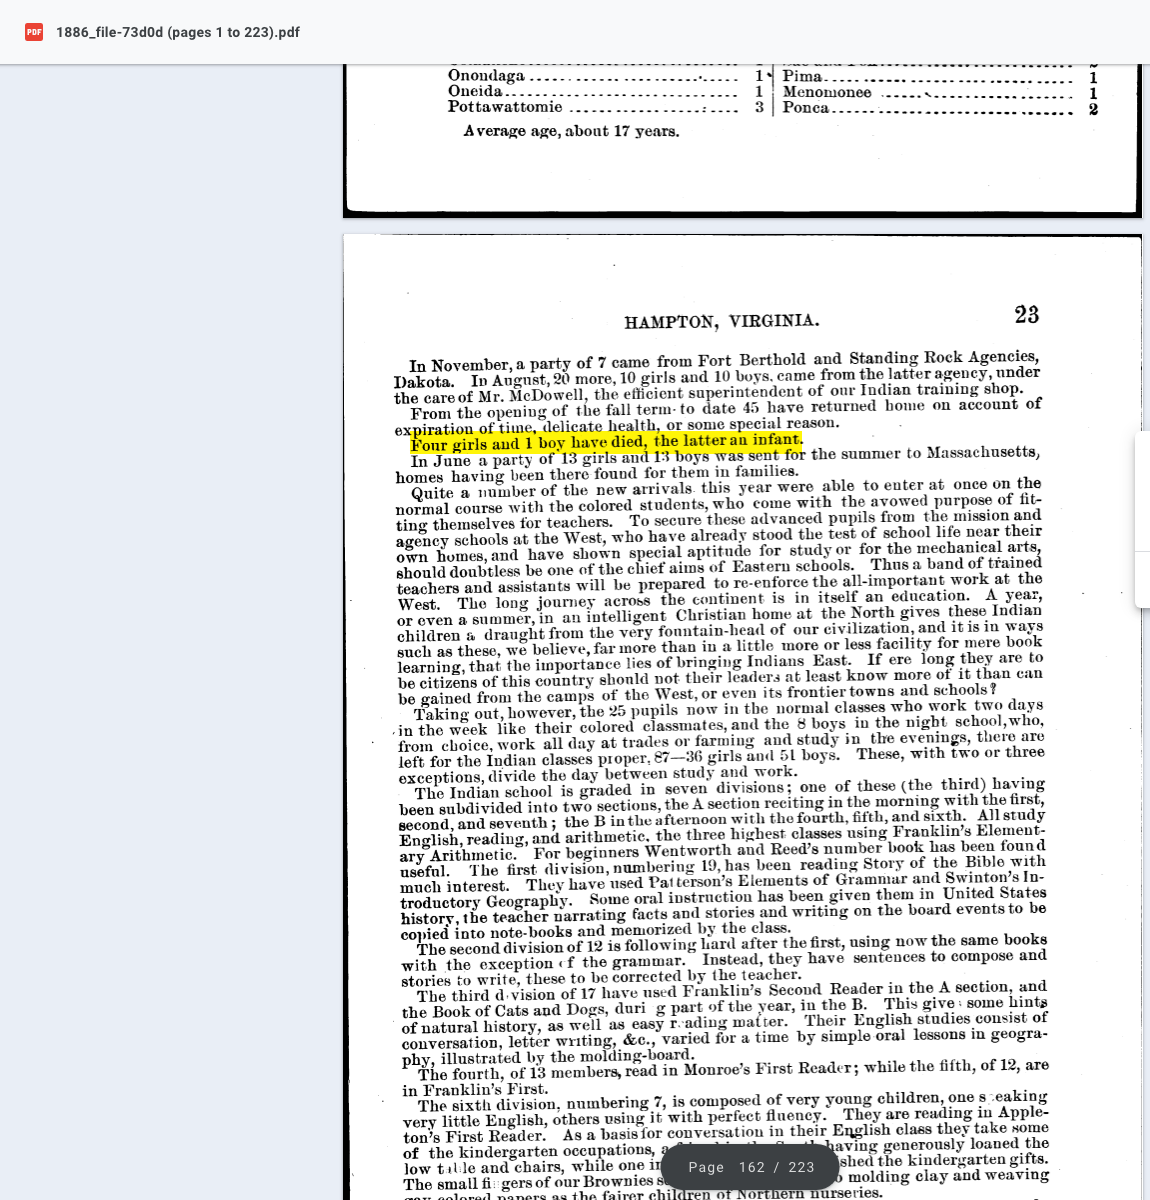 PDF 1886_file-73d0d (pages 1 to 223).pdf
Onondaga 1 Pima 1
Oneida 1 Menomonee 1
Pottawattomie 3 Ponca 2
Average age, about 17 years.
HAMPTON, VIRGINIA. 23
In November, a party of 7 came from Fort Berthold and Standing Rock Agencies,
Dakota. In August, 20 more, 10 girls and 10 boys, came from the latter agency, under
the care of Mr. McDowell, the efficient superintendent of our Indian training shop.
From the opening of the fall term to date 45 have returned home on account of
expiration of time, delicate health, or some special reason.
Four girls and 1 boy have died, the latter an infant.
In June a party of 13 girls and 13 boys was sent for the summer to Massachusetts,
homes having been there found for them in families.
Quite a number of the new arrivals this year were able to enter at once on the
normal course with the colored students, who come with the avowed purpose of fit-
ting themselves for teachers. To secure these advanced pupils from the mission and
agency schools at the West, who have already stood the test of school life near their
own homes, and have shown special aptitude for study or for the mechanical arts,
should doubtless be one of the chief aims of Eastern schools. Thus a band of trained
teachers and assistants will be prepared to re-enforce the all-important work at the
West. The long journey across the continent is in itself an education. A year,
or even a summer, in an intelligent Christian home at the North gives these Indian
children a draught from the very fountain-head of our civilization, and it is in ways
such as these, we believe, far more than in a little more or less facility for mere book
learning, that the importance lies of bringing Indians East. If ere long they are to
be citizens of this country should not their leaders at least know more of it than can
be gained from the camps of the West, or even its frontier towns and schools?
Taking out, however, the 25 pupils now in the normal classes who work two days
in the week like their colored classmates, and the 8 boys in the night school, who,
from choice, work all day at trades or farming and study in the evenings, there are
left for the Indian classes proper, 87—36 girls and 51 boys. These, with two or three
exceptions, divide the day between study and work.
The Indian school is graded in seven divisions; one of these (the third) having
been subdivided into two sections, the A section reciting in the morning with the first,
second, and seventh; the B in the afternoon with the fourth, fifth, and sixth. All study
English, reading, and arithmetic, the three highest classes using Franklin's Element-
ary Arithmetic. For beginners Wentworth and Reed's number book has been found
useful. The first division, numbering 19, has been reading Story of the Bible with
much interest. They have used Patterson's Elements of Grammar and Swinton's In-
troductory Geography. Some oral instruction has been given them in United States
history, the teacher narrating facts and stories and writing on the board events to be
copied into note-books and memorized by the class.
The second division of 12 is following hard after the first, using now the same books
with the exception of the grammar. Instead, they have sentences to compose and
stories to write, these to be corrected by the teacher.
The third division of 17 have used Franklin's Second Reader in the A section, and
the Book of Cats and Dogs, during part of the year, in the B. This gives some hints
of natural history, as well as easy reading matter. Their English studies consist of
conversation, letter writing, &c., varied for a time by simple oral lessons in geogra-
phy, illustrated by the molding-board.
The fourth, of 13 members, read in Monroe's First Reader; while the fifth, of 12, are
in Franklin's First.
The sixth division, numbering 7, is composed of very young children, one speaking
very little English, others using it with perfect fluency. They are reading in Apple-
ton's First Reader. As a basis for conversation in their English class they take some
of the kindergarten occupations, having generously loaned the
low table and chairs, while one the kindergarten gifts.
The small fingers of our Brownies molding clay and weaving
colored papers as the fairer children of Northern nurseries.
Page 162 / 223